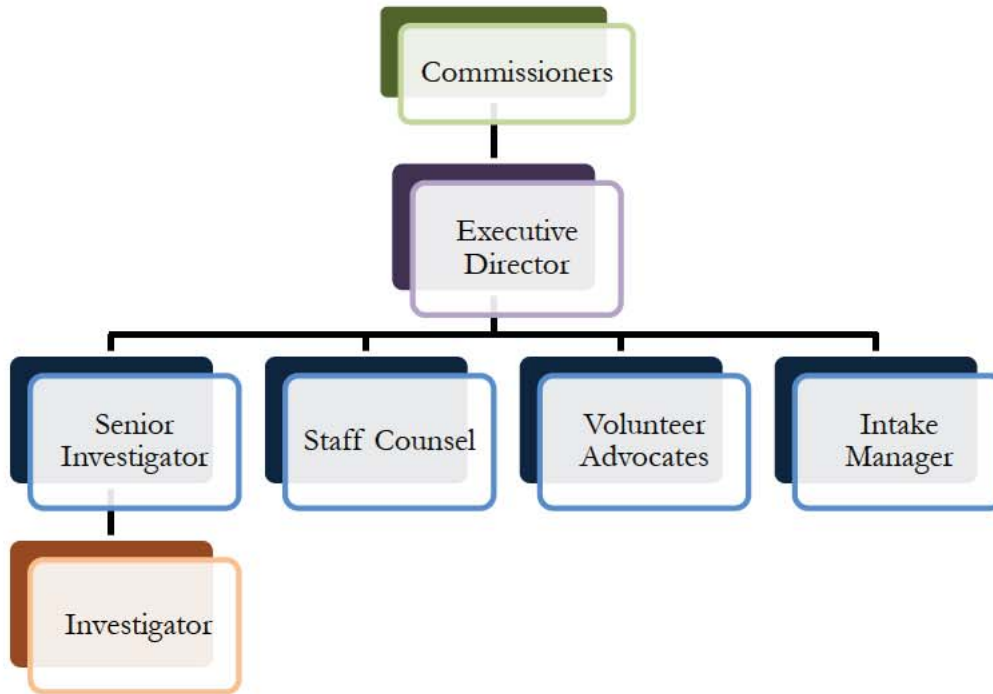 Commissioners
Executive
Director
Senior
Investigator
Staff Counsel
Volunteer
Advocates
Intake
Manager
Investigator